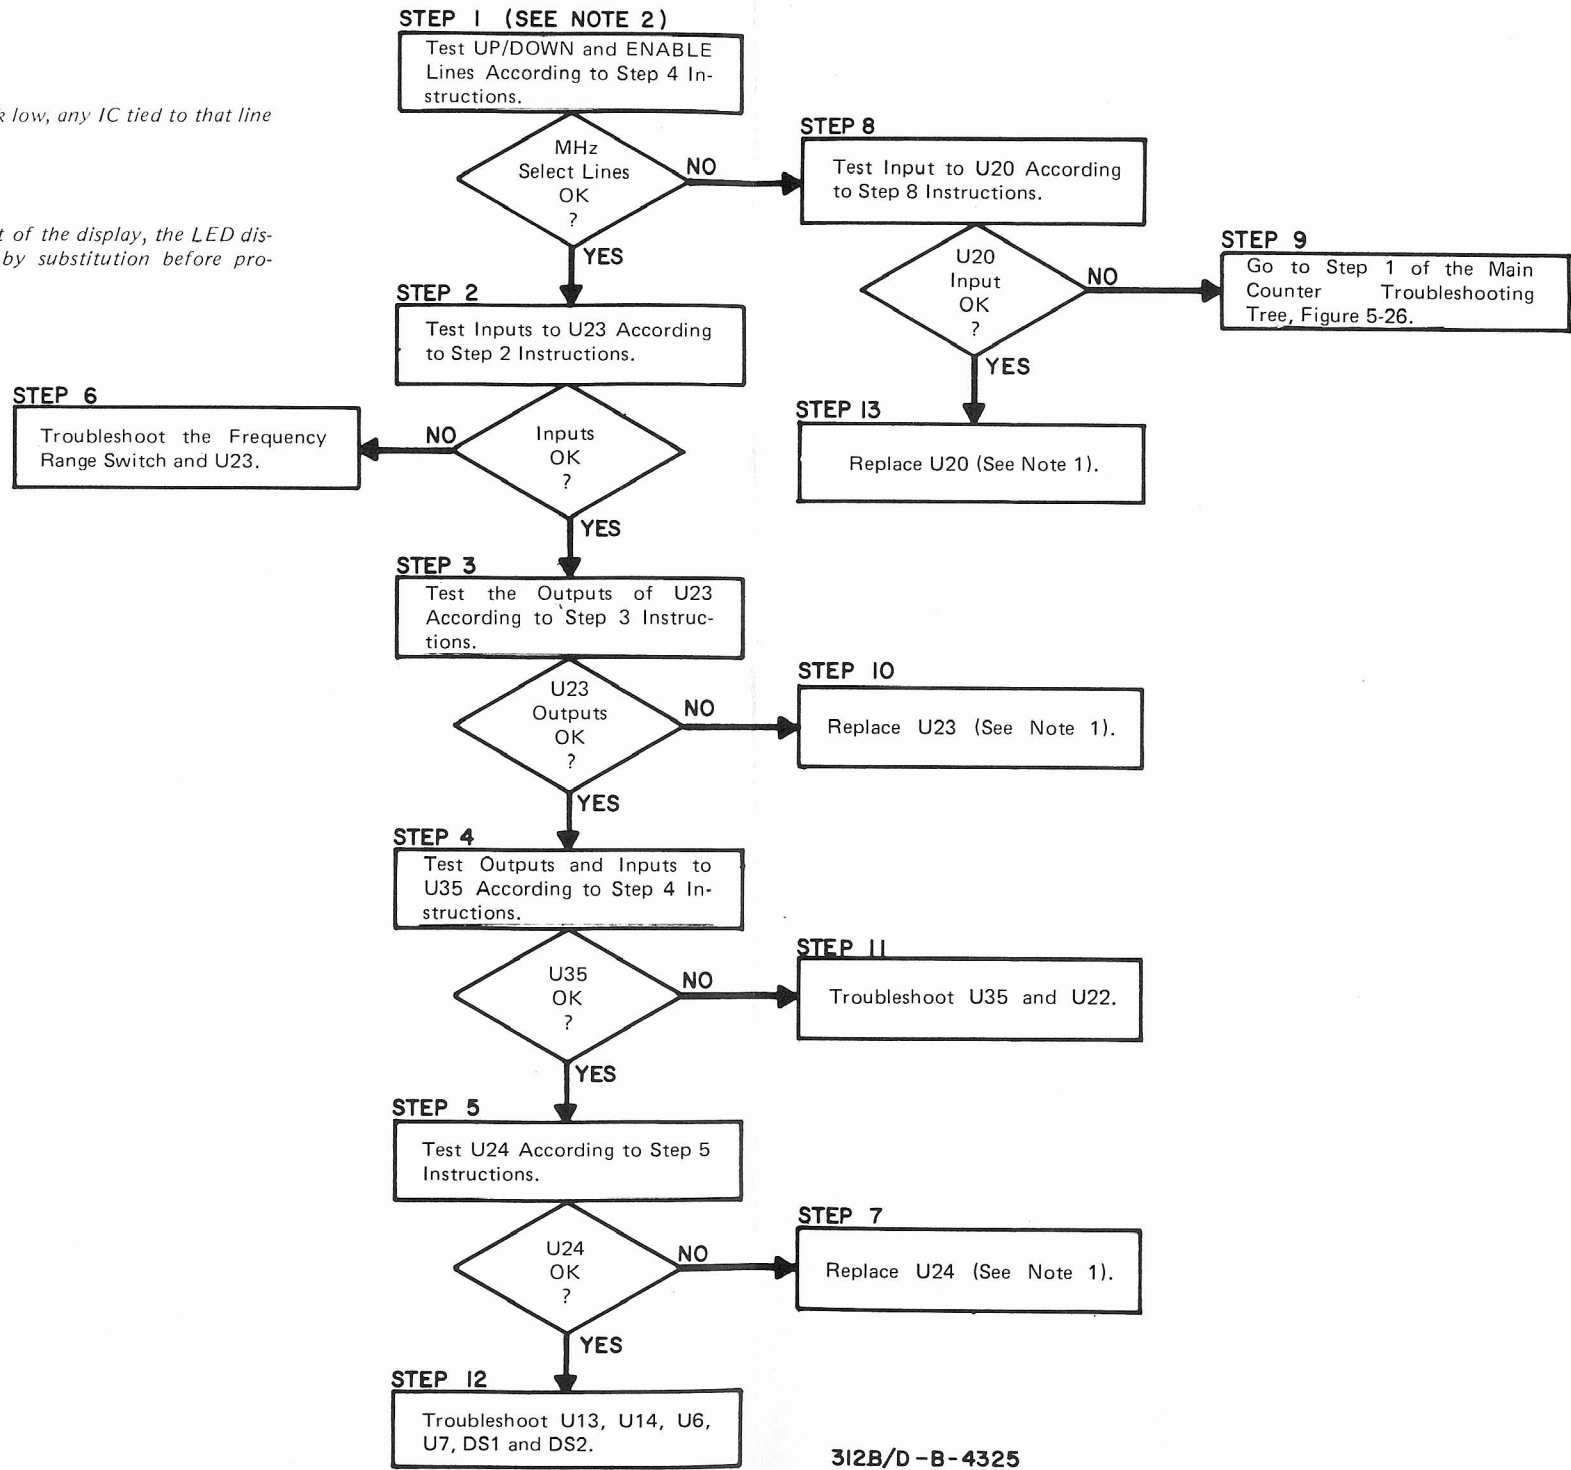 low, any IC tied to that line
of the display, the LED dis-
by substitution before pro-
STEP 1 (SEE NOTE 2)
Test UP/DOWN and ENABLE
Lines According to Step 4 In-
structions.
MHz
Select Lines
OK
?
NO
YES
STEP 8
Test Input to U20 According
to Step 8 Instructions.
U20
Input
OK
?
NO
YES
STEP 9
Go to Step 1 of the Main
Counter Troubleshooting
Tree, Figure 5-26.
STEP 13
Replace U20 (See Note 1).
STEP 2
Test Inputs to U23 According
to Step 2 Instructions.
Inputs
OK
?
NO
YES
STEP 6
Troubleshoot the Frequency
Range Switch and U23.
STEP 3
Test the Outputs of U23
According to Step 3 Instruc-
tions.
U23
Outputs
OK
?
NO
YES
STEP 10
Replace U23 (See Note 1).
STEP 4
Test Outputs and Inputs to
U35 According to Step 4 In-
structions.
U35
OK
?
NO
YES
STEP 11
Troubleshoot U35 and U22.
STEP 5
Test U24 According to Step 5
Instructions.
U24
OK
?
NO
YES
STEP 7
Replace U24 (See Note 1).
STEP 12
Troubleshoot U13, U14, U6,
U7, DS1 and DS2.
312B/D-B-4325